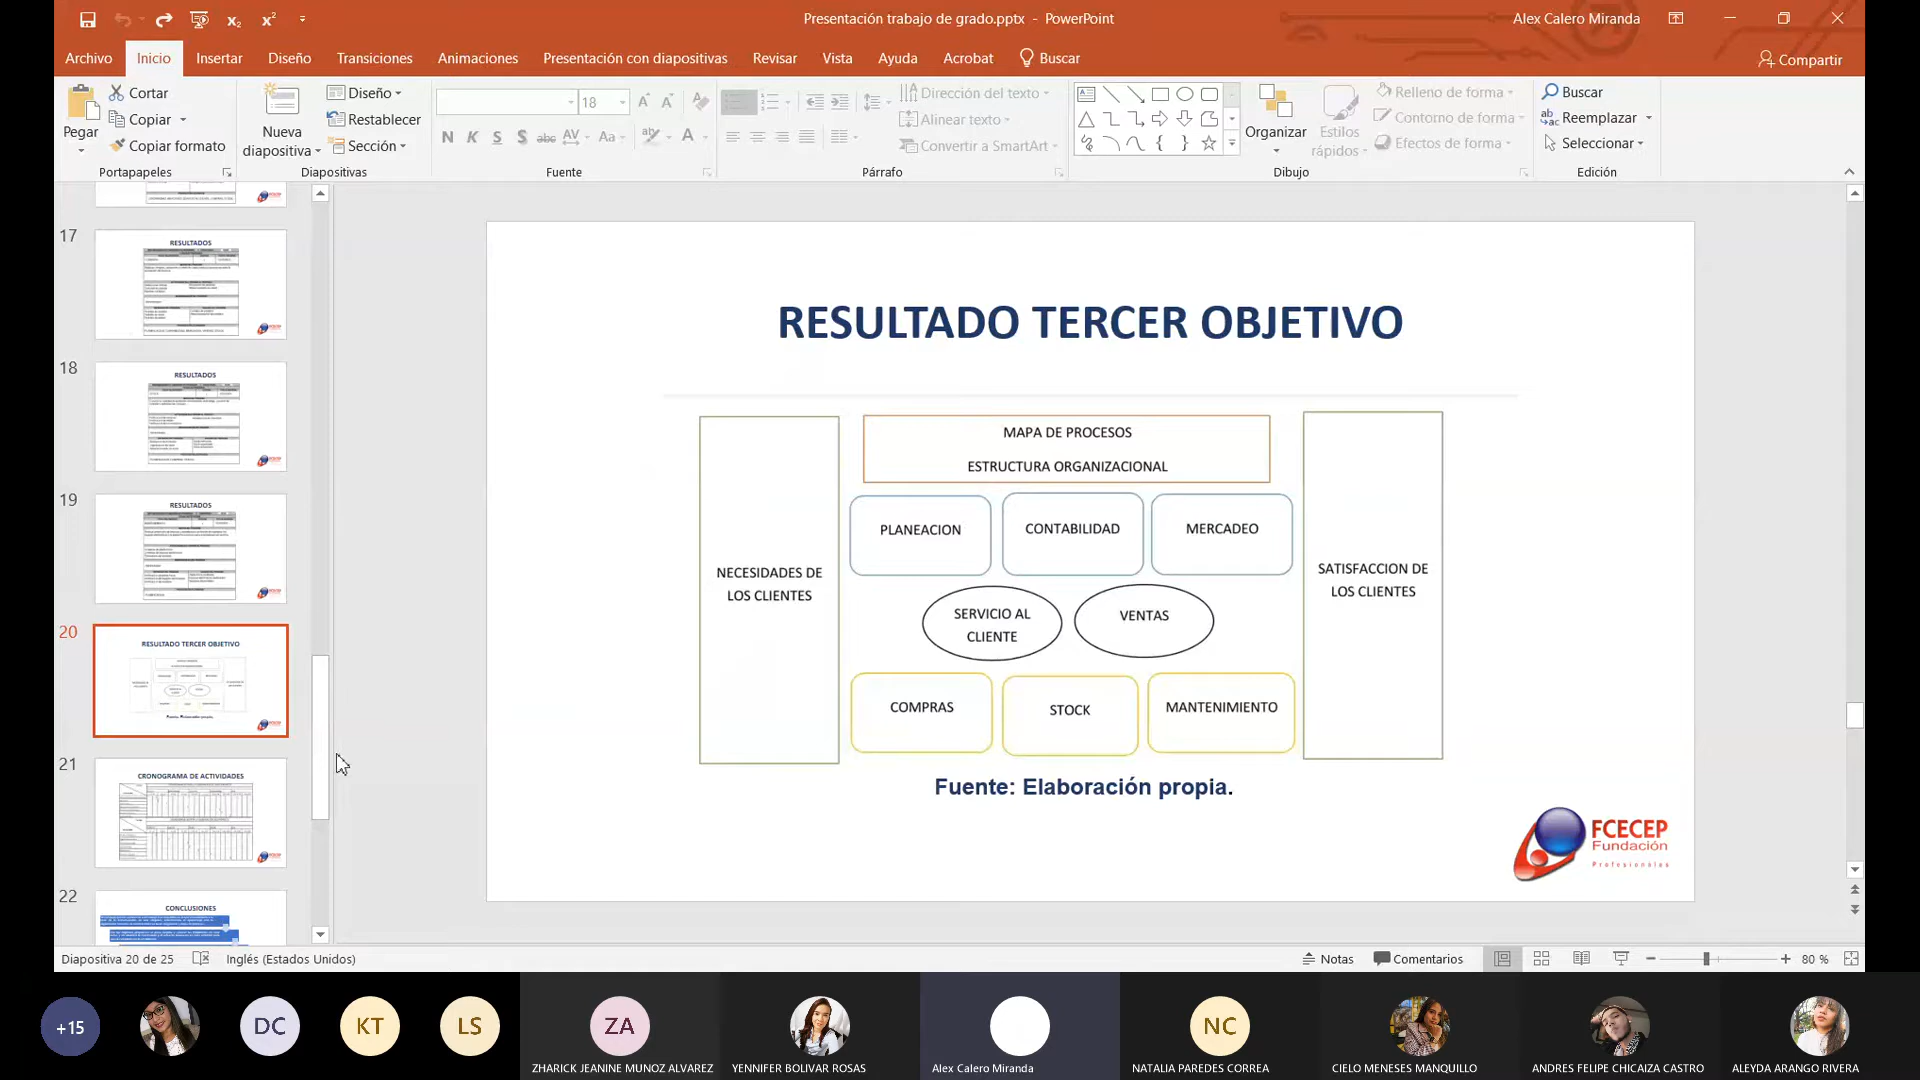 Presentación trabajo de grado.pptx - PowerPoint
Alex Calero Miranda
Archivo
Inicio
Insertar
Diseño
Transiciones
Animaciones
Presentación con diapositivas
Revisar
Vista
Ayuda
Acrobat
Buscar
Compartir
Pegar
Cortar
Copiar
Copiar formato
Portapapeles
Nueva
diapositiva
Diseño
Restablecer
Sección
Diapositivas
18
N K S S abc AV Aa A
Fuente
Dirección del texto
Alinear texto
Convertir a SmartArt
Párrafo
Organizar
Estilos
rápidos
Relleno de forma
Contorno de forma
Efectos de forma
Dibujo
Buscar
Reemplazar
Seleccionar
Edición
17
RESULTADOS
18
RESULTADOS
19
RESULTADOS
20
RESULTADO TERCER OBJETIVO
21
CRONOGRAMA DE ACTIVIDADES
22
CONCLUSIONES
RESULTADO TERCER OBJETIVO
MAPA DE PROCESOS
ESTRUCTURA ORGANIZACIONAL
NECESIDADES DE
LOS CLIENTES
PLANEACION
CONTABILIDAD
MERCADEO
SERVICIO AL
CLIENTE
VENTAS
COMPRAS
STOCK
MANTENIMIENTO
SATISFACCION DE
LOS CLIENTES
Fuente: Elaboración propia.
FCECEP
Fundación
Profesionales
Diapositiva 20 de 25
Inglés (Estados Unidos)
Notas
Comentarios
80 %
+15
DC
KT
LS
ZA
ZHARICK JEANINE MUNOZ ALVAREZ
YENNIFER BOLIVAR ROSAS
Alex Calero Miranda
NC
NATALIA PAREDES CORREA
CIELO MENESES MANQUILLO
ANDRES FELIPE CHICAIZA CASTRO
ALEYDA ARANGO RIVERA